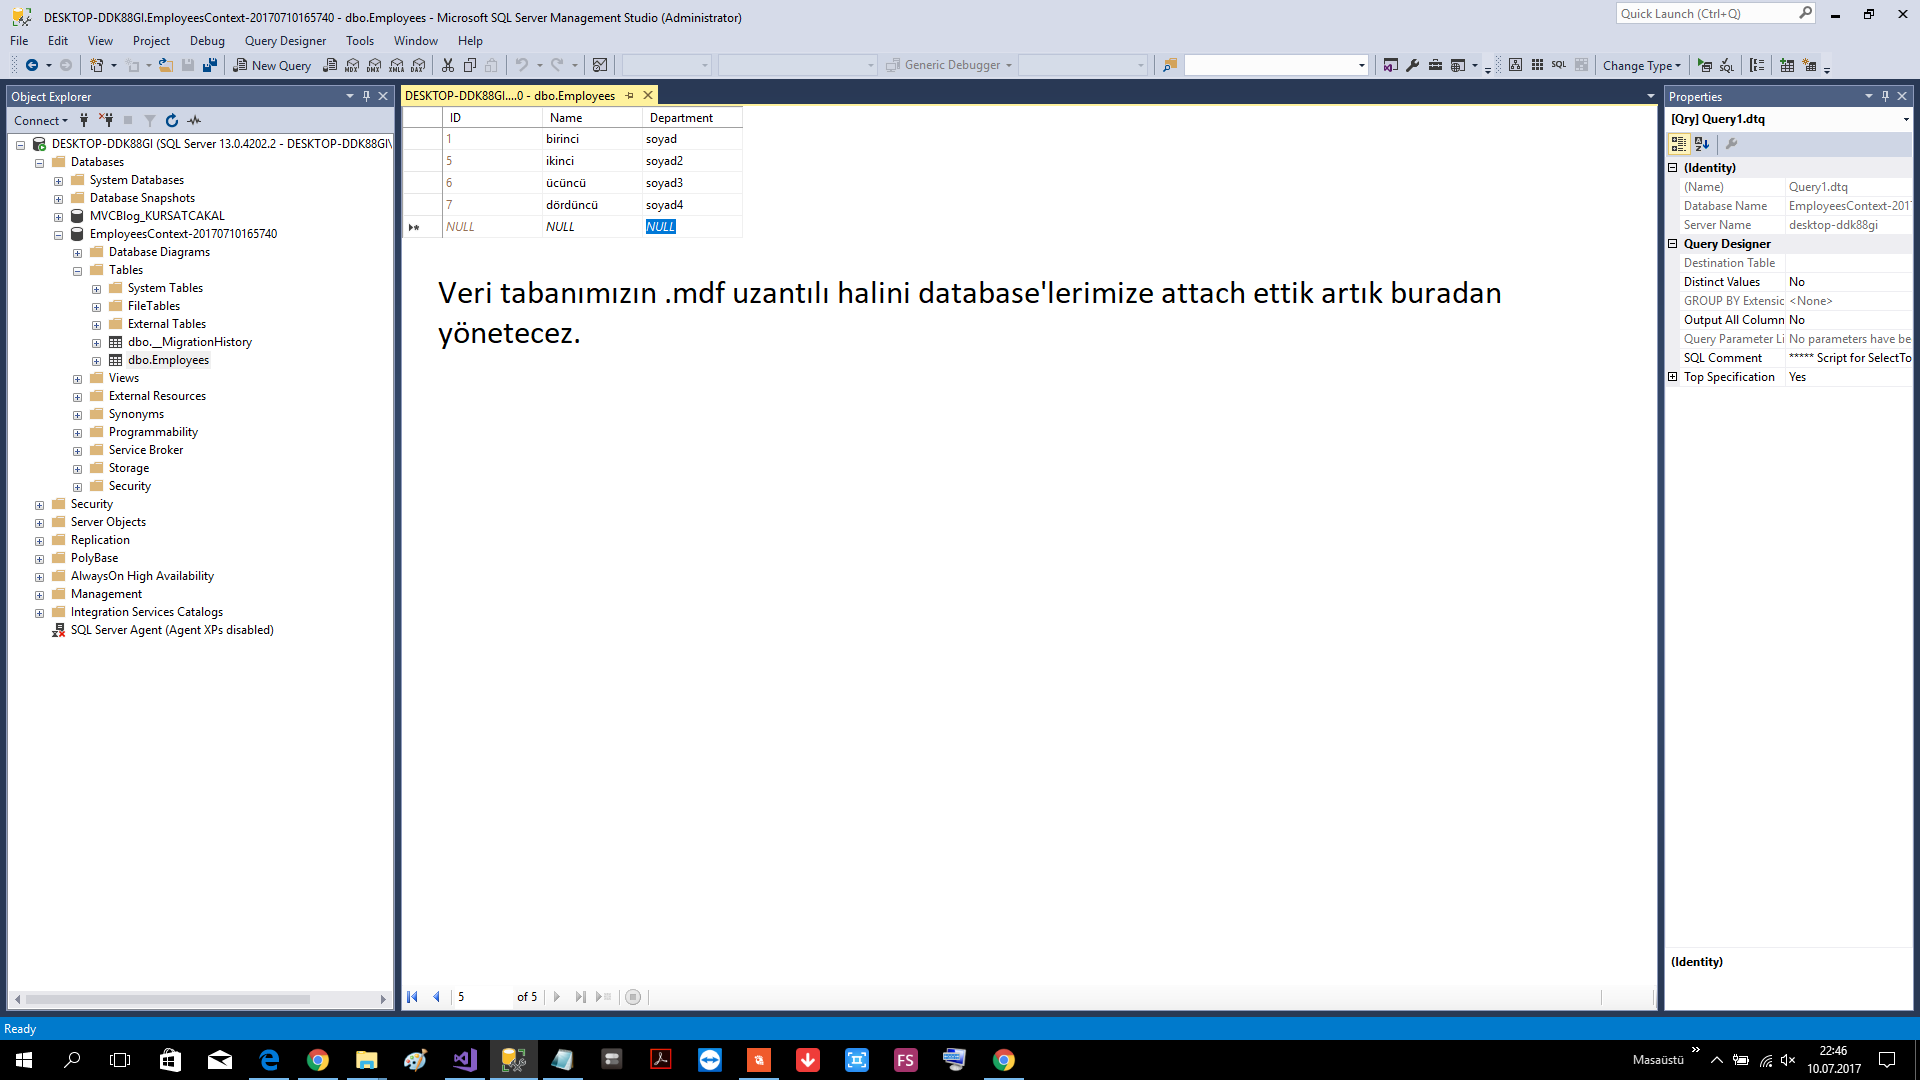 DESKTOP-DDK88GI.EmployeesContext-20170710165740 - dbo.Employees - Microsoft SQL Server Management Studio (Administrator)
Quick Launch (Ctrl+Q)
File Edit View Project Debug Query Designer Tools Window Help
New Query
MDX DMX XMLA DAX
Generic Debugger
SQL
Change Type
SQL
Object Explorer
Connect
DESKTOP-DDK88GI (SQL Server 13.0.4202.2 - DESKTOP-DDK88GI\
Databases
System Databases
Database Snapshots
MVCBlog_KURSATCAKAL
EmployeesContext-20170710165740
Database Diagrams
Tables
System Tables
FileTables
External Tables
dbo.__MigrationHistory
dbo.Employees
Views
External Resources
Synonyms
Programmability
Service Broker
Storage
Security
Security
Server Objects
Replication
PolyBase
AlwaysOn High Availability
Management
Integration Services Catalogs
SQL Server Agent (Agent XPs disabled)
DESKTOP-DDK88GI....0 - dbo.Employees
ID Name Department
1 birinci soyad
5 ikinci soyad2
6 ücüncü soyad3
7 dördüncü soyad4
NULL NULL NULL
Veri tabanımızın .mdf uzantılı halini database'lerimize attach ettik artık buradan
yönetecez.
5 of 5
Properties
[Qry] Query1.dtq
(Identity)
(Name) Query1.dtq
Database Name EmployeesContext-201
Server Name desktop-ddk88gi
Query Designer
Destination Table
Distinct Values No
GROUP BY Extensic <None>
Output All Column No
Query Parameter Li No parameters have be
SQL Comment ***** Script for SelectTo
Top Specification Yes
(Identity)
Ready
FS
Masaüstü
22:46
10.07.2017